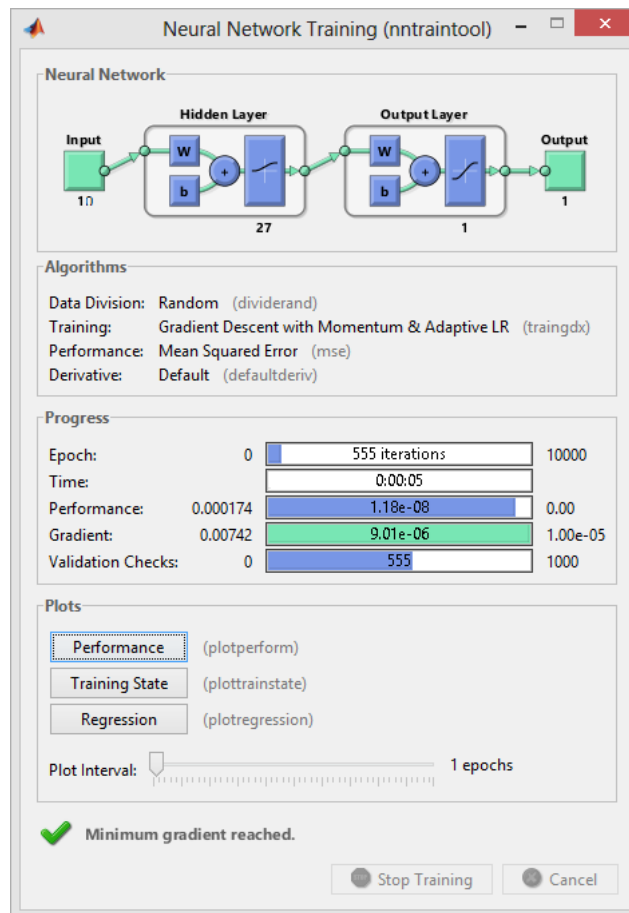 Neural Network Training (nntraintool)
Neural Network
Hidden Layer Output Layer
Input Output
W W
+ +
b b
10 27 1 1
Algorithms
Data Division: Random (dividerand)
Training: Gradient Descent with Momentum & Adaptive LR (traingdx)
Performance: Mean Squared Error (mse)
Derivative: Default (defaultderiv)
Progress
Epoch: 0 555 iterations 10000
Time: 0:00:05
Performance: 0.000174 1.18e-08 0.00
Gradient: 0.00742 9.01e-06 1.00e-05
Validation Checks: 0 555 1000
Plots
Performance (plotperform)
Training State (plottrainstate)
Regression (plotregression)
Plot Interval: 1 epochs
Minimum gradient reached.
Stop Training Cancel